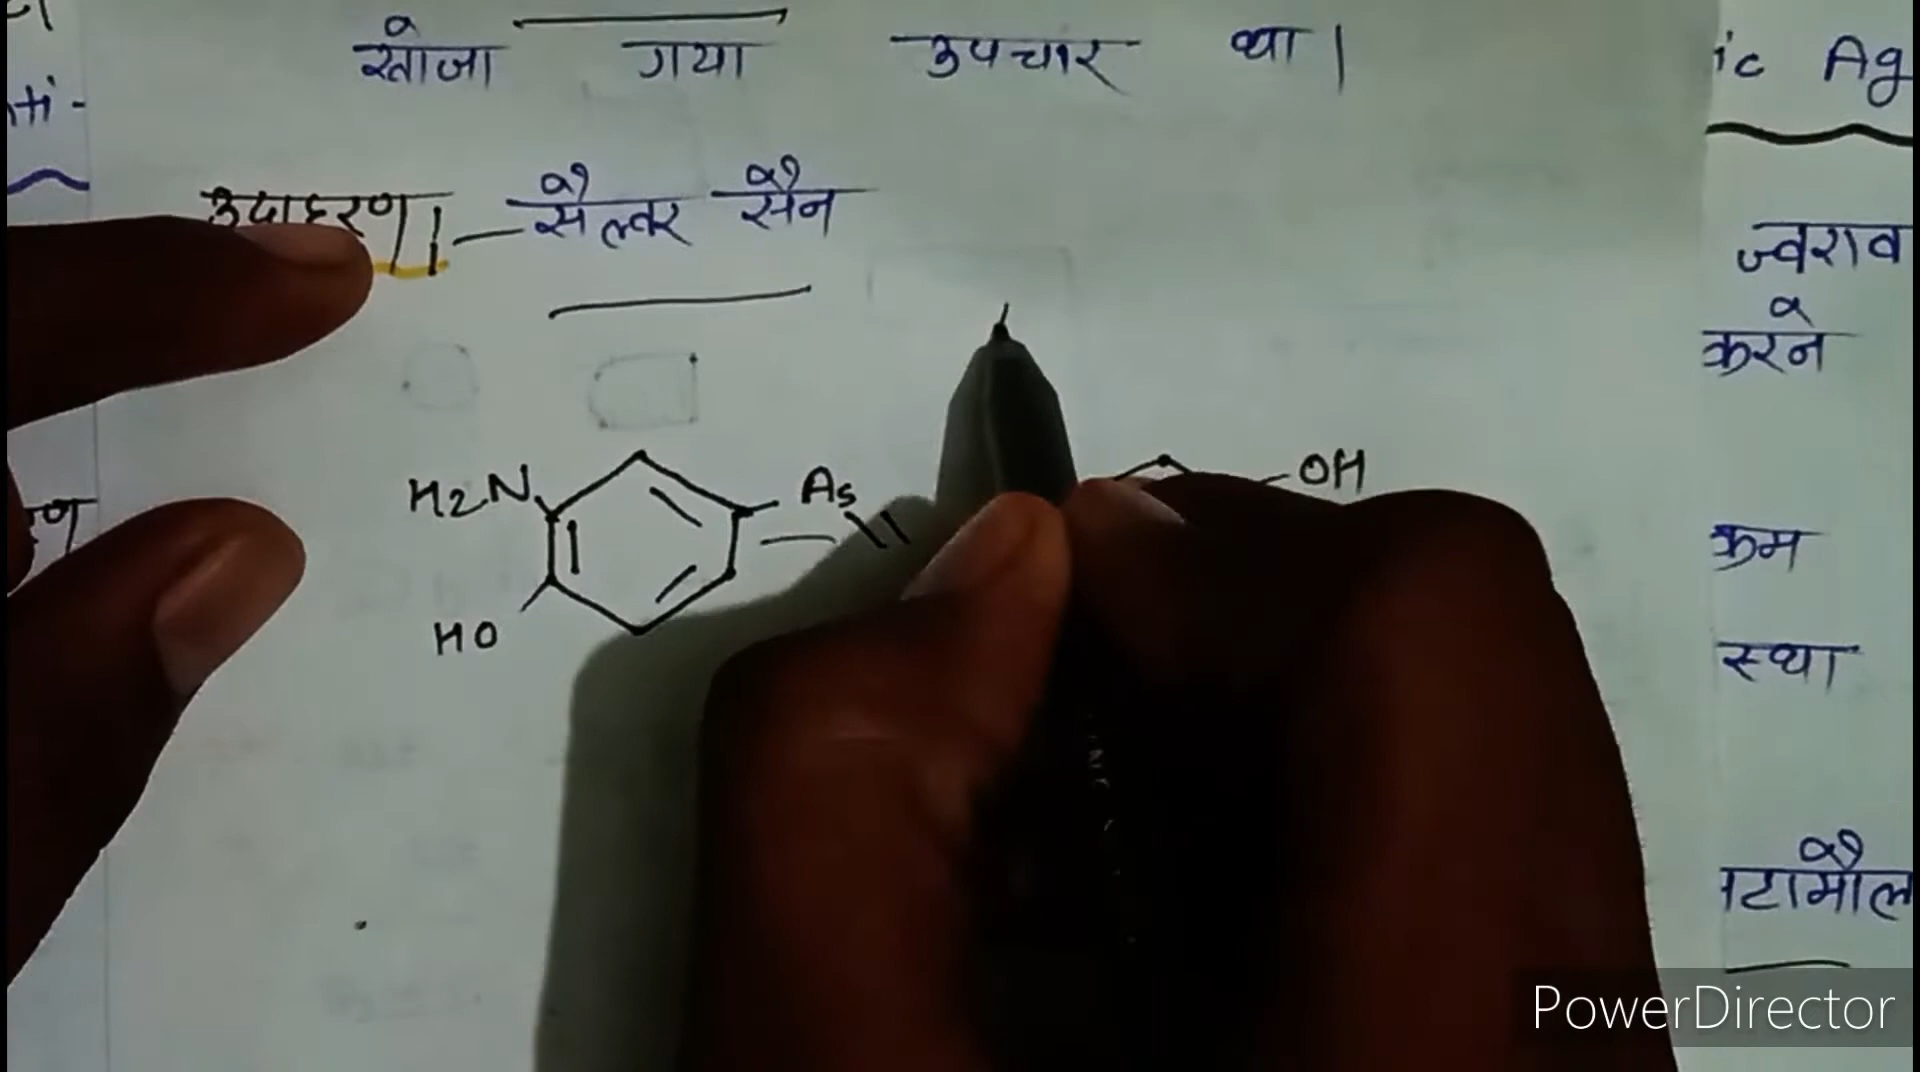 खोजा गया उपचार था।
उदाहरण। - सैल्वर सैन
H2N As OH
HO
ic Ag
ज्वराव
करने
क्रम
स्था
टामौल
PowerDirector